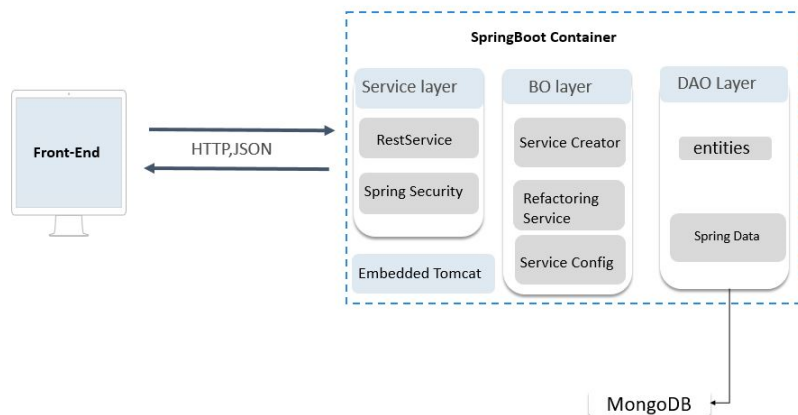 SpringBoot Container
Front-End
HTTP,JSON
Service layer
RestService
Spring Security
Embedded Tomcat
BO layer
Service Creator
Refactoring
Service
Service Config
DAO Layer
entities
Spring Data
MongoDB